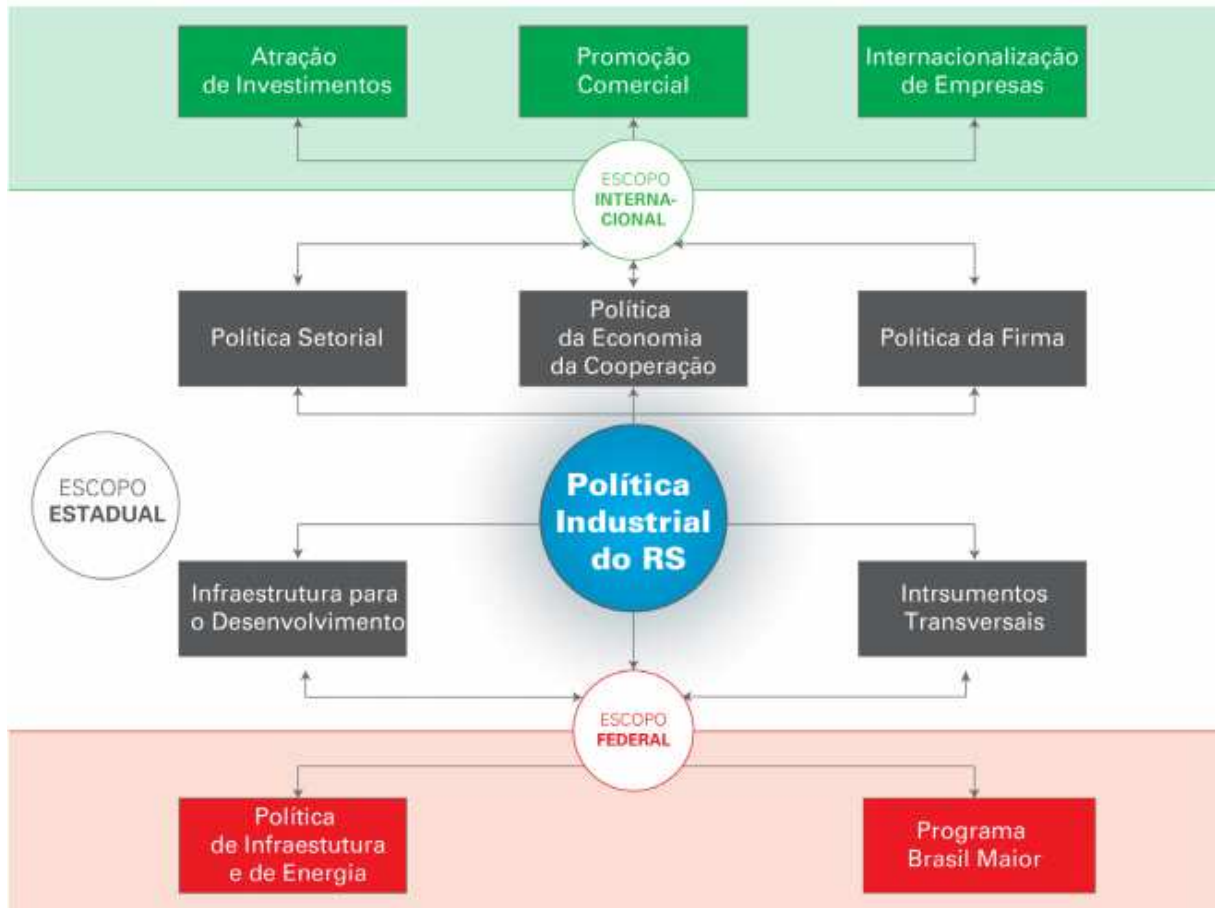 Atração
de Investimentos
Promoção
Comercial
Internacionalização
de Empresas
ESCOPO
INTERNA-
CIONAL
Política Setorial
Política
da Economia
da Cooperação
Política da Firma
ESCOPO
ESTADUAL
Política
Industrial
do RS
Infraestrutura para
o Desenvolvimento
Intrsumentos
Transversais
ESCOPO
FEDERAL
Política
de Infraestutura
e de Energia
Programa
Brasil Maior